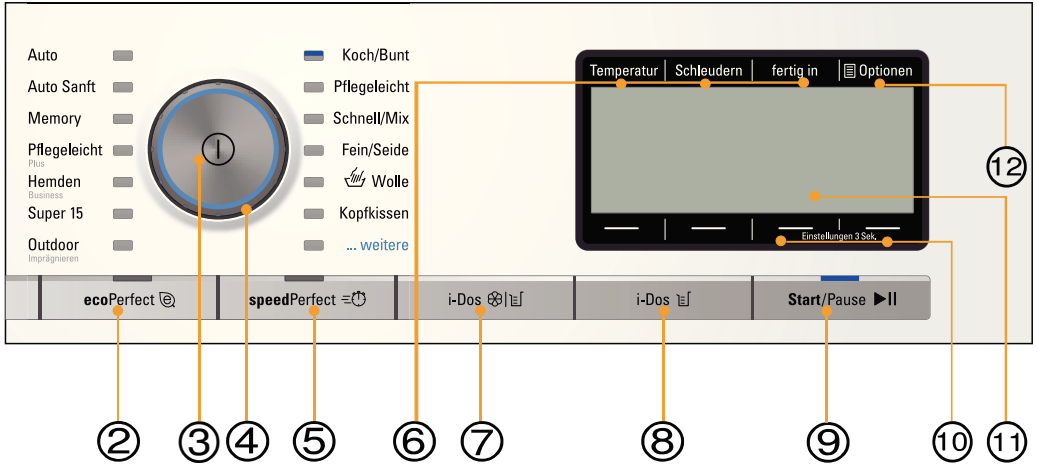 Auto
Auto Sanft
Memory
Pflegeleicht
Plus
Hemden
Business
Super 15
Outdoor
Imprägnieren
Koch/Bunt
Pflegeleicht
Schnell/Mix
Fein/Seide
Wolle
Kopfkissen
... weitere
Temperatur Schleudern fertig in Optionen
Einstellungen 3 Sek.
ecoPerfect speedPerfect i-Dos i-Dos Start/Pause
12
2 3 4 5 6 7 8 9 10 11